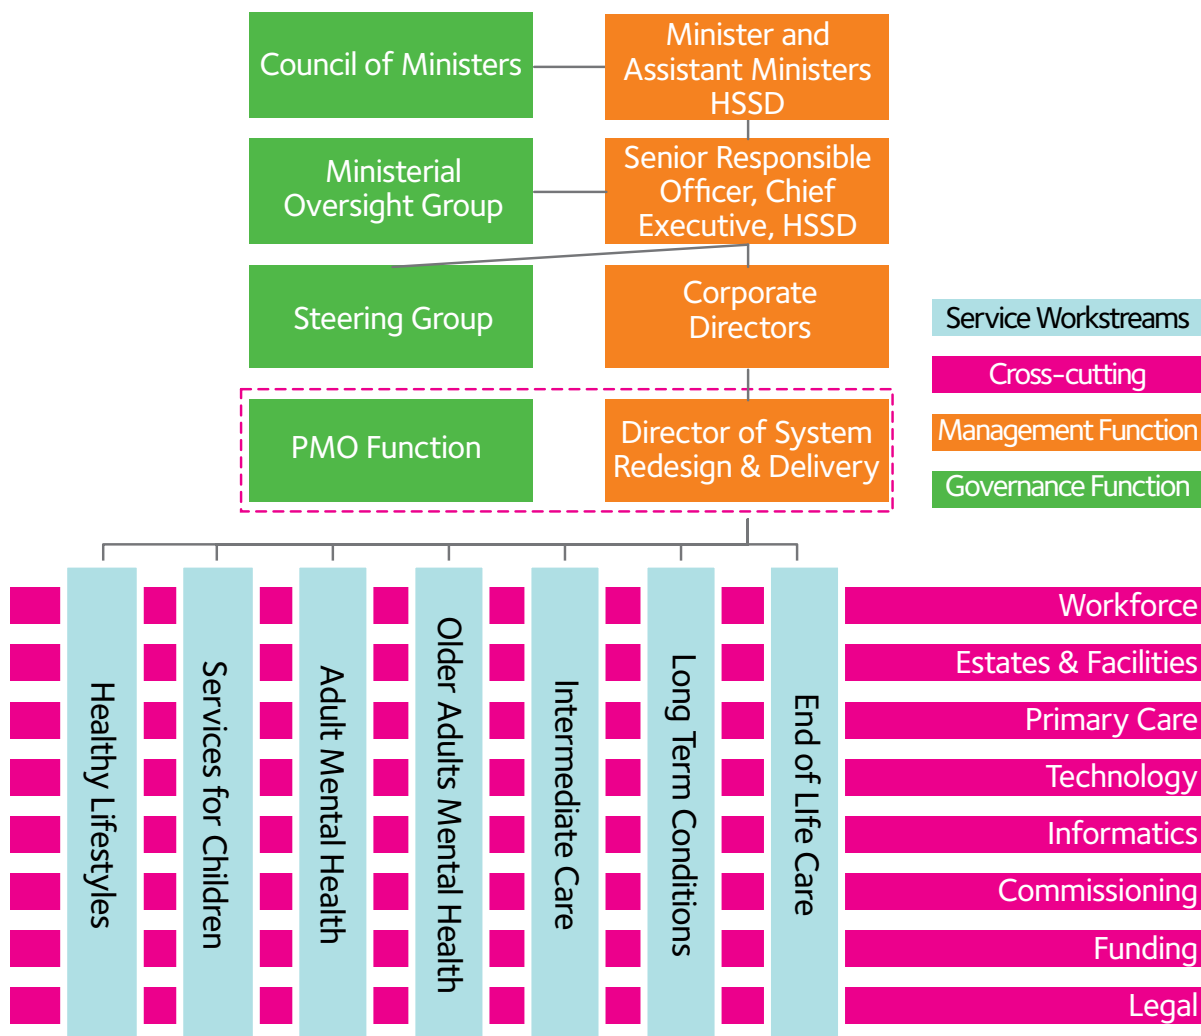 Council of Ministers
Minister and
Assistant Ministers
HSSD
Ministerial
Oversight Group
Senior Responsible
Officer, Chief
Executive, HSSD
Steering Group
Corporate
Directors
PMO Function
Director of System
Redesign & Delivery
Service Workstreams
Cross-cutting
Management Function
Governance Function
Healthy Lifestyles
Services for Children
Adult Mental Health
Older Adults Mental Health
Intermediate Care
Long Term Conditions
End of LIfe Care
Workforce
Estates & Facilities
Primary Care
Technology
Informatics
Commissioning
Funding
Legal